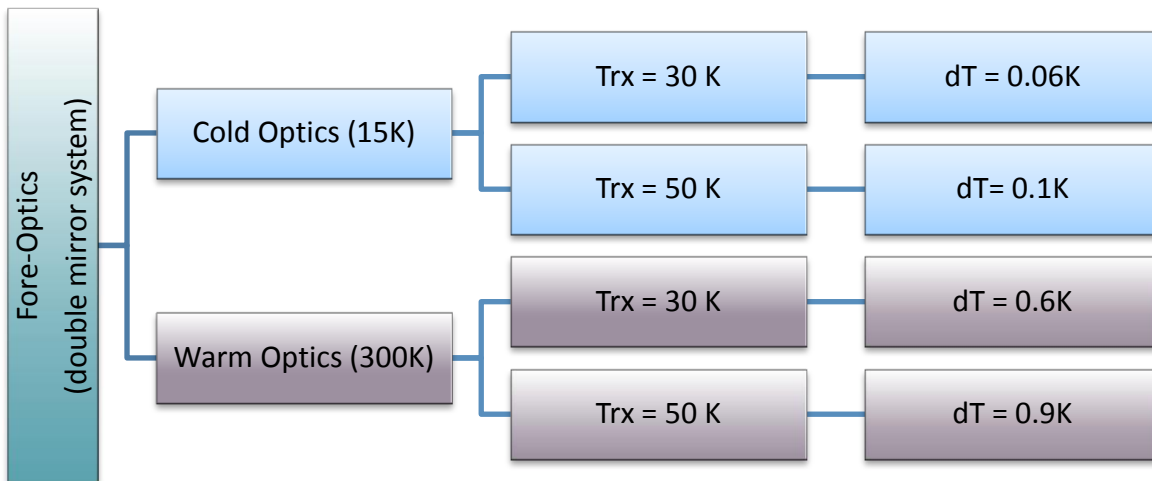 Fore-Optics
(double mirror system)
Cold Optics (15K)
Trx = 30 K
dT = 0.06K
Trx = 50 K
dT= 0.1K
Warm Optics (300K)
Trx = 30 K
dT = 0.6K
Trx = 50 K
dT = 0.9K